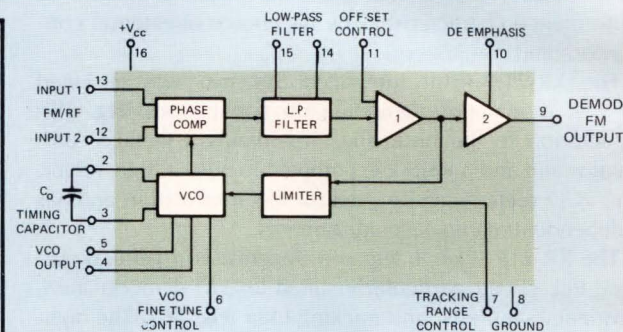 +Vcc
16
LOW-PASS
FILTER
15
14
OFF-SET
CONTROL
11
DE EMPHASIS
10
INPUT 1
13
FM/RF
INPUT 2
12
PHASE
COMP
L.P.
FILTER
1
2
9
DEMOD
FM
OUTPUT
2
Co
3
TIMING
CAPACITOR
VCO
LIMITER
VCO
OUTPUT
5
4
6
VCO
FINE TUNE
CONTROL
TRACKING
RANGE
CONTROL
7
8
GROUND